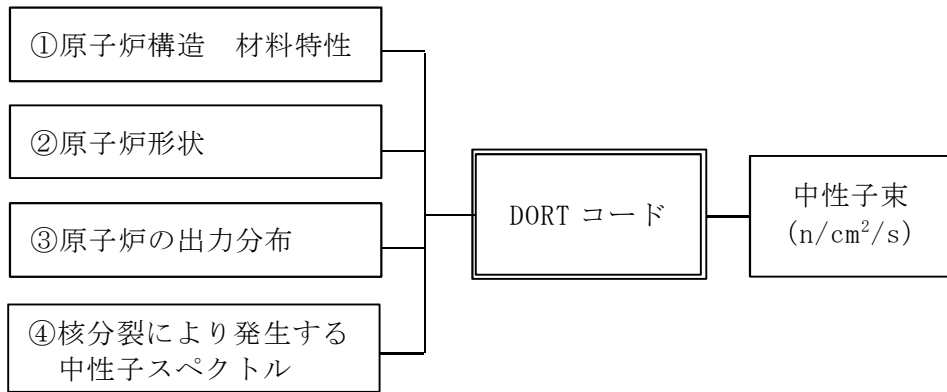 ①原子炉構造　材料特性
②原子炉形状
③原子炉の出力分布
④核分裂により発生する
中性子スペクトル
DORT コード
中性子束
(n/cm²/s)